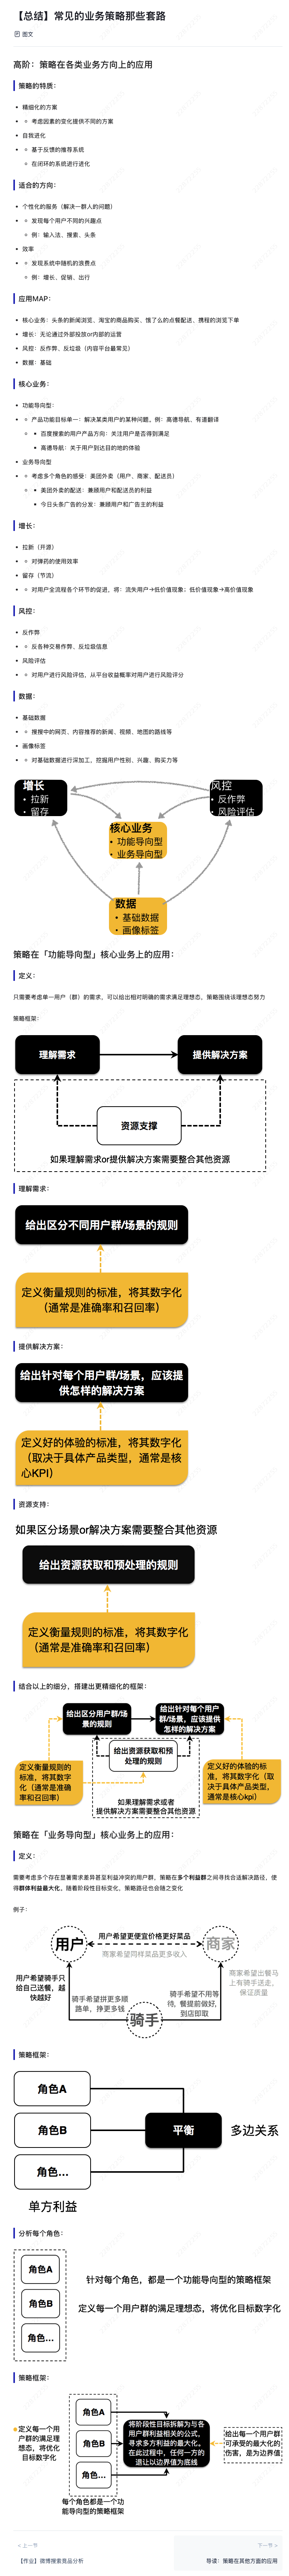 【总结】常见的业务策略那些套路
图文
高阶：策略在各类业务方向上的应用
策略的特质：
精细化的方案
考虑因素的变化提供不同的方案
自我进化
基于反馈的推荐系统
在闭环的系统进行进化
适合的方向：
个性化的服务（解决一群人的问题）
发现每个用户不同的兴趣点
例：输入法、搜索、头条
效率
发现系统中随机的浪费点
例：增长、促销、出行
应用MAP：
核心业务：头条的新闻浏览、淘宝的商品购买、饿了么的点餐配送、携程的浏览下单
增长：无论通过外部投放or内部的运营
风控：反作弊、反垃圾（内容平台最常见）
数据：基础
核心业务：
功能导向型：
产品功能目标单一：解决某类用户的某种问题。例：高德导航、有道翻译
百度搜索的用户产品方向：关注用户是否得到满足
高德导航：关于用户到达目的地的体验
业务导向型
考虑多个角色的感受：美团外卖（用户、商家、配送员）
美团外卖的配送：兼顾用户和配送员的利益
今日头条广告的分发：兼顾用户和广告主的利益
增长：
拉新（开源）
对弹药的使用效率
留存（节流）
对用户全流程各个环节的促进，将：流失用户→低价值现象；低价值现象→高价值现象
风控：
反作弊
反各种交易作弊、反垃圾信息
风险评估
对用户进行风险评估，从平台收益概率对用户进行风险评分
数据：
基础数据
搜搜中的网页、内容推荐的新闻、视频、地图的路线等
画像标签
对基础数据进行深加工，挖掘用户性别、兴趣、购买力等
增长
拉新
留存
风控
反作弊
风险评估
核心业务
功能导向型
业务导向型
数据
基础数据
画像标签
策略在「功能导向型」核心业务上的应用：
定义：
只需要考虑单一用户（群）的需求，可以给出相对明确的需求满足理想态，策略围绕该理想态努力
策略框架：
理解需求
提供解决方案
资源支撑
如果理解需求or提供解决方案需要整合其他资源
理解需求：
给出区分不同用户群/场景的规则
定义衡量规则的标准，将其数字化
（通常是准确率和召回率）
提供解决方案：
给出针对每个用户群/场景，应该提
供怎样的解决方案
定义好的体验的标准，将其数字化
（取决于具体产品类型，通常是核
心KPI）
资源支持：
如果区分场景or解决方案需要整合其他资源
给出资源获取和预处理的规则
定义衡量规则的标准，将其数字化
（通常是准确率和召回率）
结合以上的细分，搭建出更精细化的框架：
给出区分用户群/场
景的规则
给出针对每个用户
群/场景，应该提供
怎样的解决方案
给出资源获取和预
处理的规则
定义衡量规则的
标准，将其数字
化（通常是准确
率和召回率）
定义好的体验的标
准，将其数字化（取
决于具体产品类型，
通常是核心kpi）
如果理解需求或者
提供解决方案需要整合其他资源
策略在「业务导向型」核心业务上的应用：
定义：
需要考虑多个存在显著需求差异甚至利益冲突的用户群，策略在多个利益群之间寻找合适解决路径，使
得群体利益最大化，随着阶段性目标变化，策略路径也会随之变化
例子：
用户
商家
骑手
用户希望更便宜价格更好菜品
商家希望同样菜品更多收入
用户希望骑手只
给自己送餐，越
快越好
骑手希望拼更多顺
路单，挣更多钱
骑手希望不用等
待，餐提前做好，
到店即取
商家希望出餐马
上有骑手送走，
保证质量
策略框架：
角色A
角色B
角色...
平衡
多边关系
单方利益
分析每个角色：
角色A
角色B
角色...
针对每个角色，都是一个功能导向型的策略框架
定义每一个用户群的满足理想态，将优化目标数字化
策略框架：
角色A
角色B
角色...
定义每一个用
户群的满足理
想态，将优化
目标数字化
将阶段性目标拆解为与各
用户群利益相关的公式，
寻求多方利益的最大化。
在此过程中，任何一方的
退让以边界值为底线
给出每一个用户群
可承受的最大化的
伤害，是为边界值
每个角色都是一个功
能导向型的策略框架
< 上一节
【作业】微博搜索竞品分析
下一节 >
导读：策略在其他方面的应用